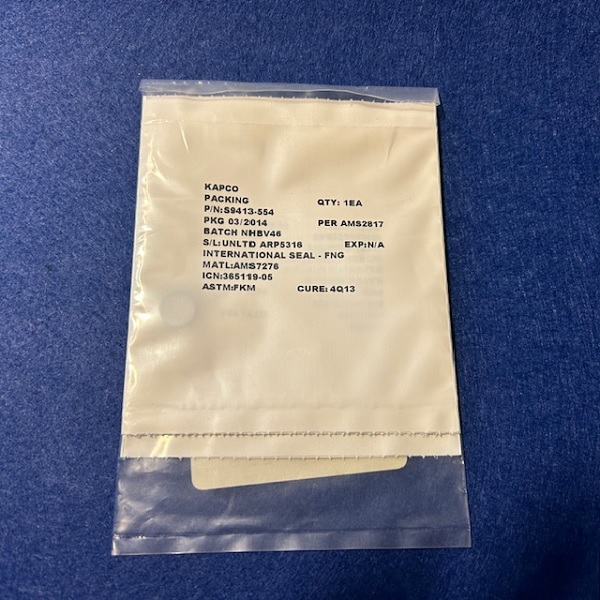 KAPCO
PACKING QTY: 1EA
P/N:S9413-554
PKG 03/2014 PER AMS2817
BATCH NHBV46
S/L:UNLTD ARP5316 EXP:N/A
INTERNATIONAL SEAL - FNG
MATL:AMS7276
ICN:365119-05
ASTM:FKM CURE: 4Q13